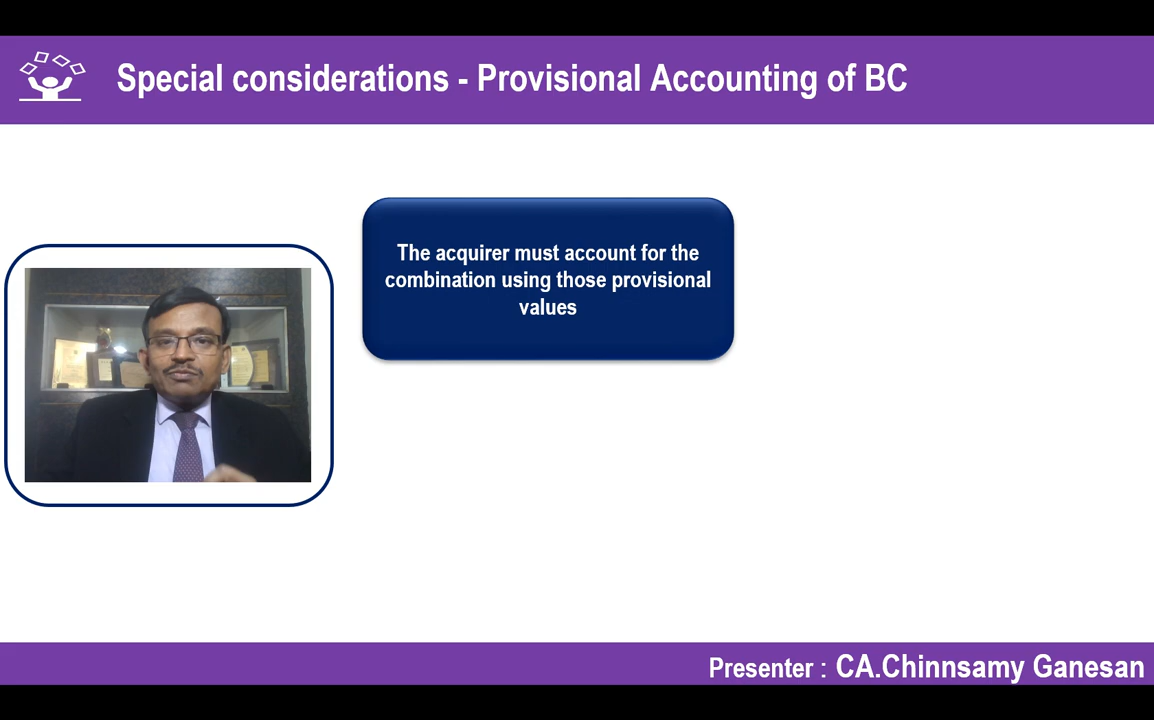 Special considerations - Provisional Accounting of BC
The acquirer must account for the
combination using those provisional
values
Presenter : CA.Chinnsamy Ganesan